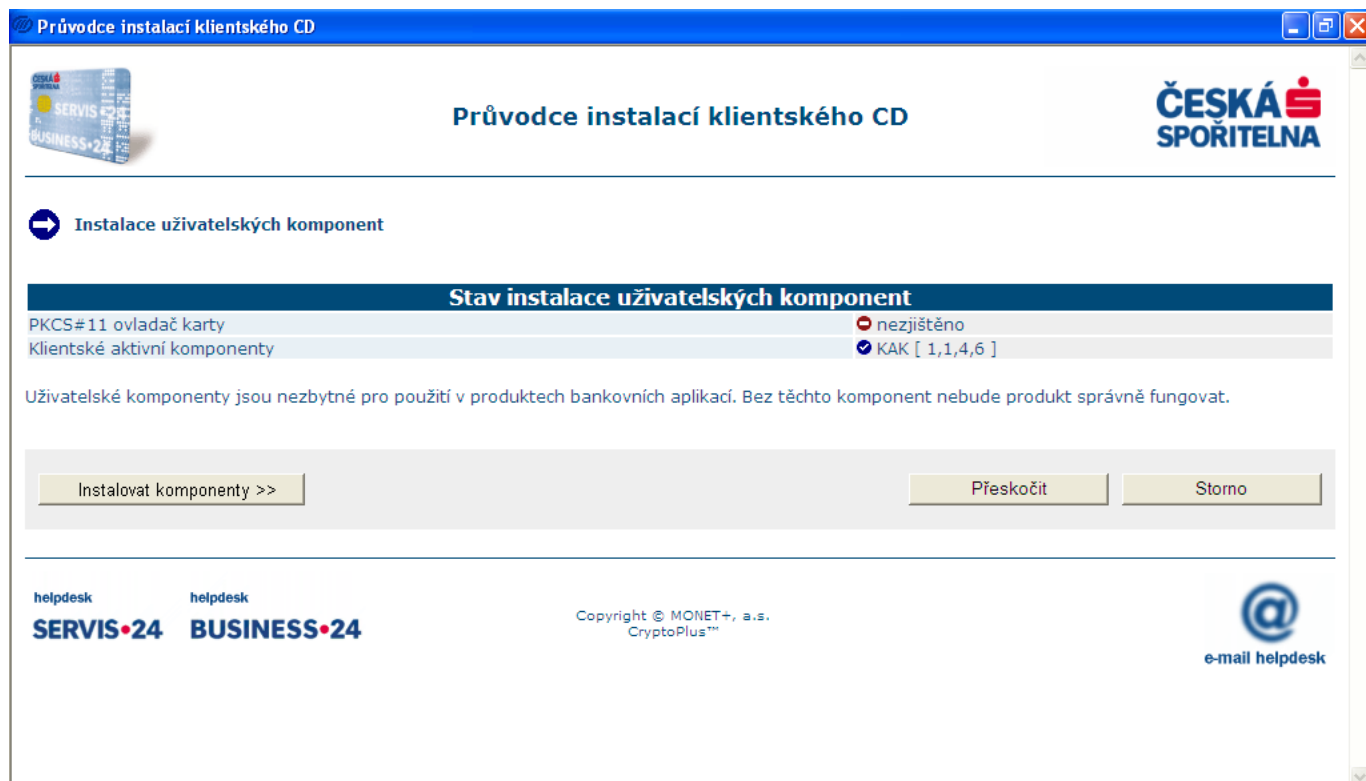 Průvodce instalací klientského CD
ČESKÁ
SPOŘITELNA
SERVIS•24
BUSINESS•24
Průvodce instalací klientského CD
ČESKÁ
SPOŘITELNA
Instalace uživatelských komponent
Stav instalace uživatelských komponent
PKCS#11 ovladač karty nezjištěno
Klientské aktivní komponenty KAK [ 1,1,4,6 ]
Uživatelské komponenty jsou nezbytné pro použití v produktech bankovních aplikací. Bez těchto komponent nebude produkt správně fungovat.
Instalovat komponenty >> Přeskočit Storno
helpdesk helpdesk
SERVIS•24 BUSINESS•24
Copyright © MONET+, a.s.
CryptoPlus™
e-mail helpdesk